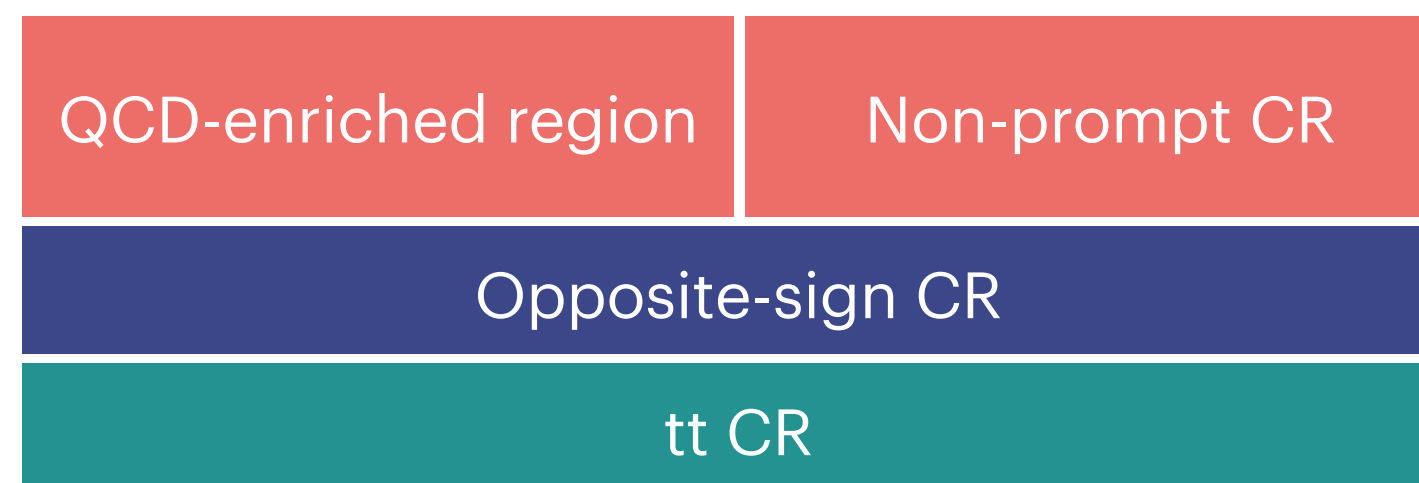 QCD-enriched region
Non-prompt CR
Opposite-sign CR
tt CR